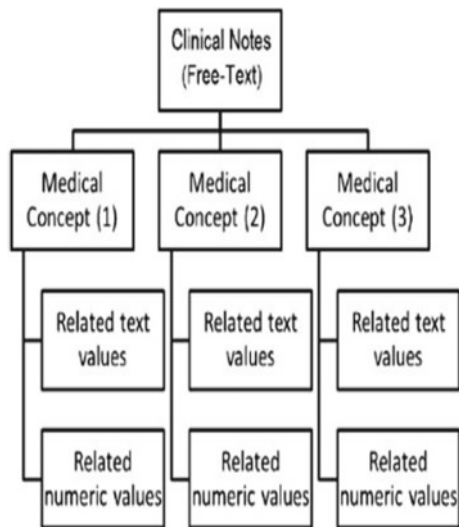 Clinical Notes
(Free-Text)
Medical
Concept (1)
Medical
Concept (2)
Medical
Concept (3)
Related text
values
Related text
values
Related text
values
Related
numeric values
Related
numeric values
Related
numeric values